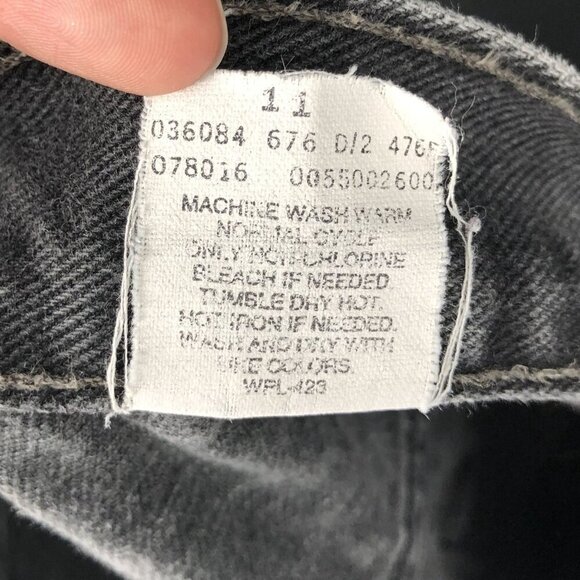 11
036084 676 D/2 476
078016 0055002600
MACHINE WASH WARM
NORMAL CYCLE
ONLY NON-CHLORINE
BLEACH IF NEEDED
TUMBLE DRY HOT.
HOT IRON IF NEEDED.
WASH AND DRY WITH
LIKE COLORS
WPL-423